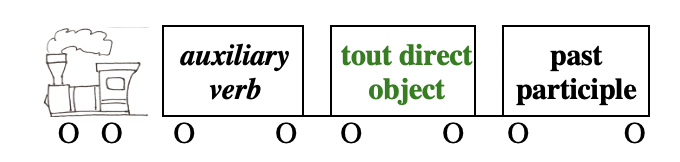 auxiliary
verb
tout direct
object
past
participle
O O O O O O O O